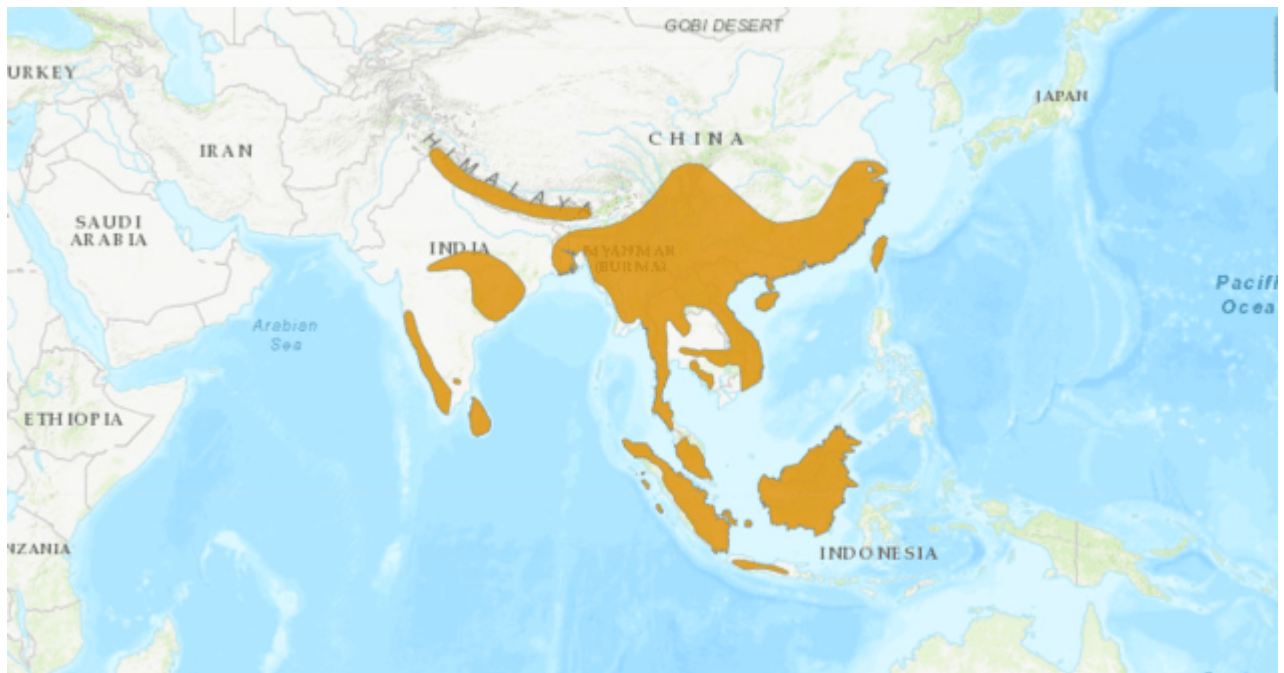 GOBI DESERT
URKEY
JAPAN
CHINA
IRAN
HIMALAYA
SAUDI
ARABIA
INDIA
MYANMAR
(BURMA)
Pacifi
Ocea
Arabian
Sea
ETHIOPIA
NZANIA
INDONESIA